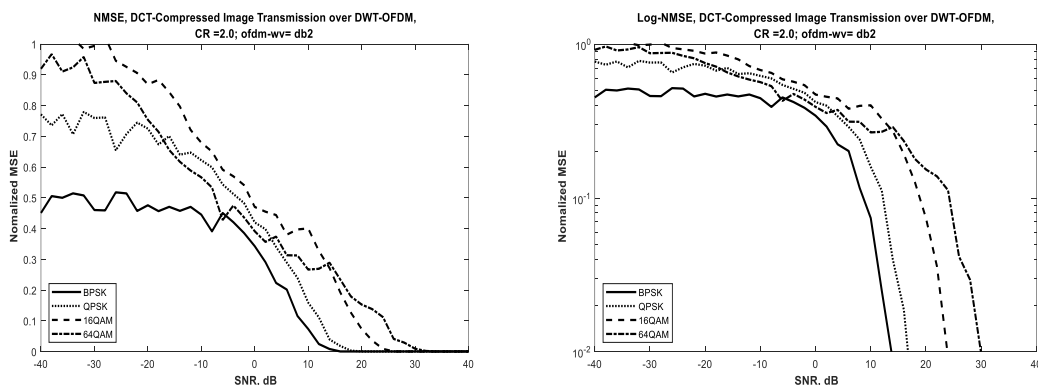 NMSE, DCT-Compressed Image Transmission over DWT-OFDM,
CR =2.0; ofdm-wv= db2
Nomalized MSE
1
0.9
0.8
0.7
0.6
0.5
0.4
0.3
0.2
0.1
0
BPSK
QPSK
16QAM
64QAM
-40 -30 -20 -10 0 10 20 30 40
SNR, dB
Log-NMSE, DCT-Compressed Image Transmission over DWT-OFDM,
CR =2.0; ofdm-wv= db2
Nomalized MSE
10^0
10^-1
10^-2
BPSK
QPSK
16QAM
64QAM
-40 -30 -20 -10 0 10 20 30 40
SNR, dB